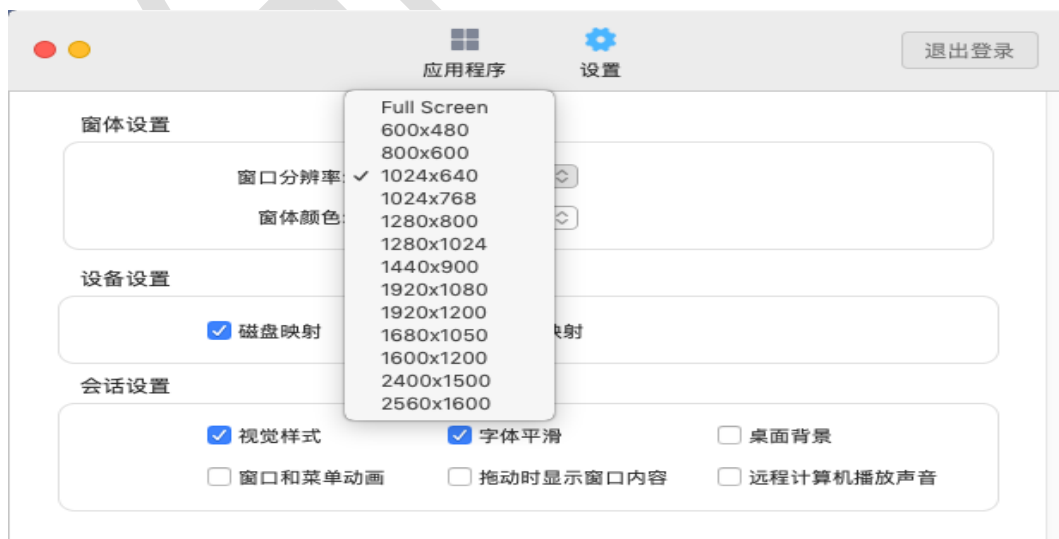 应用程序
设置
退出登录
窗体设置
Full Screen
600x480
800x600
窗口分辨率:
✓ 1024x640
1024x768
窗体颜色:
1280x800
1280x1024
1440x900
设备设置
1920x1080
1920x1200
磁盘映射
1680x1050
映射
1600x1200
会话设置
2400x1500
2560x1600
视觉样式
字体平滑
桌面背景
窗口和菜单动画
拖动时显示窗口内容
远程计算机播放声音